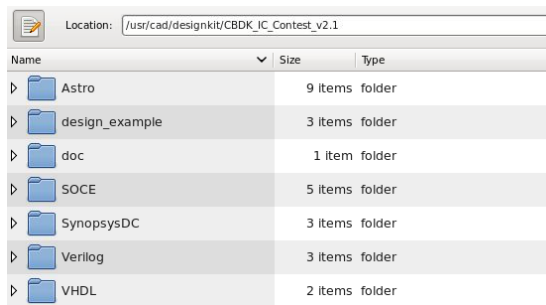 Location: /usr/cad/designkit/CBDK_IC_Contest_v2.1
Name Size Type
Astro 9 items folder
design_example 3 items folder
doc 1 item folder
SOCE 5 items folder
SynopsysDC 3 items folder
Verilog 3 items folder
VHDL 2 items folder